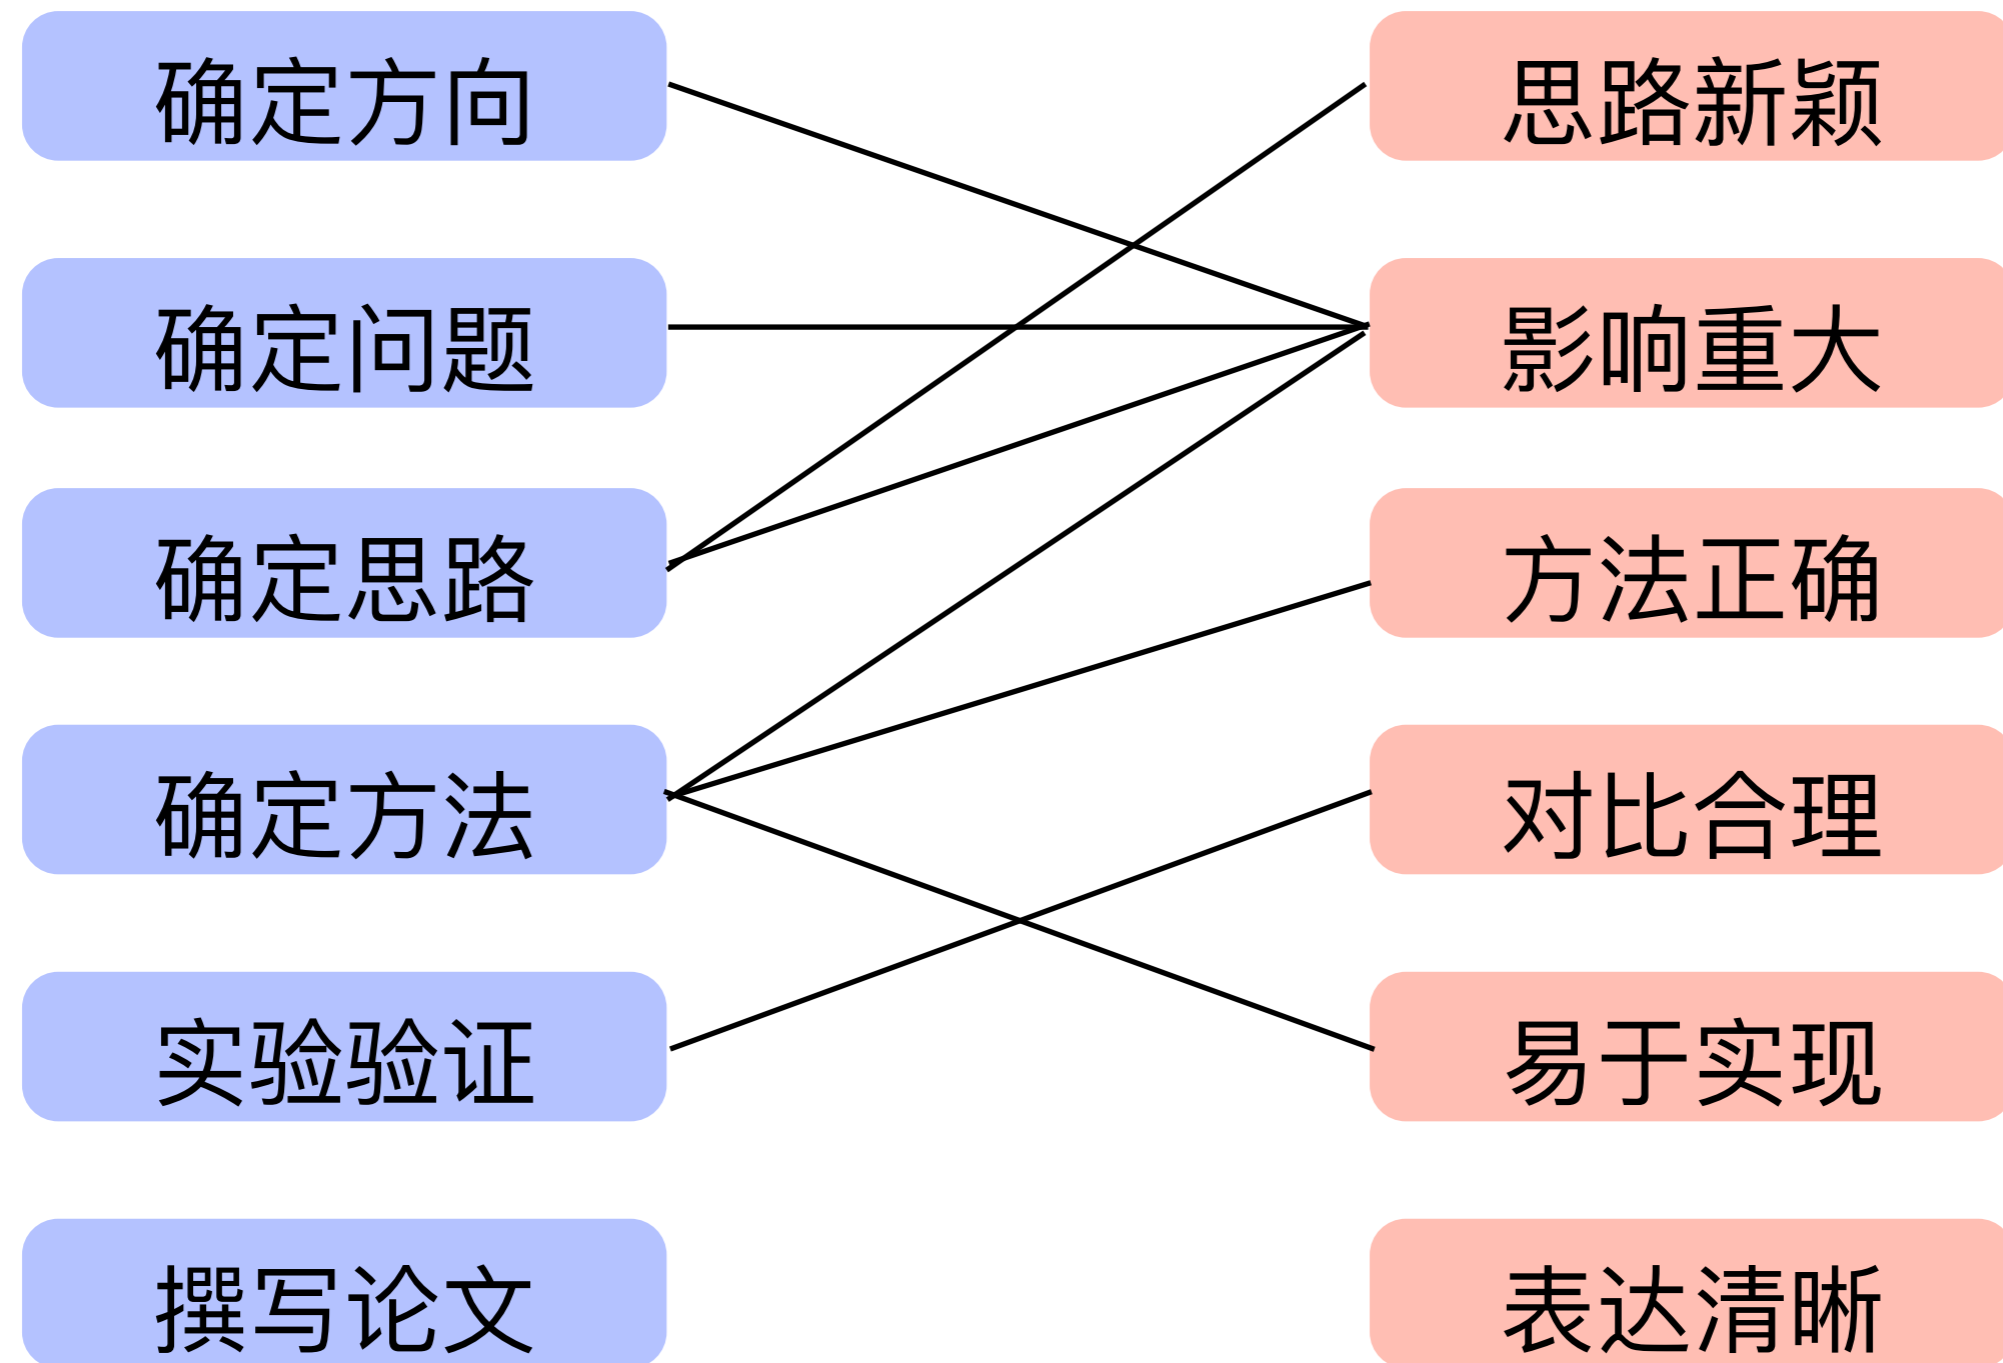 确定方向
思路新颖
确定问题
影响重大
确定思路
方法正确
确定方法
对比合理
实验验证
易于实现
撰写论文
表达清晰